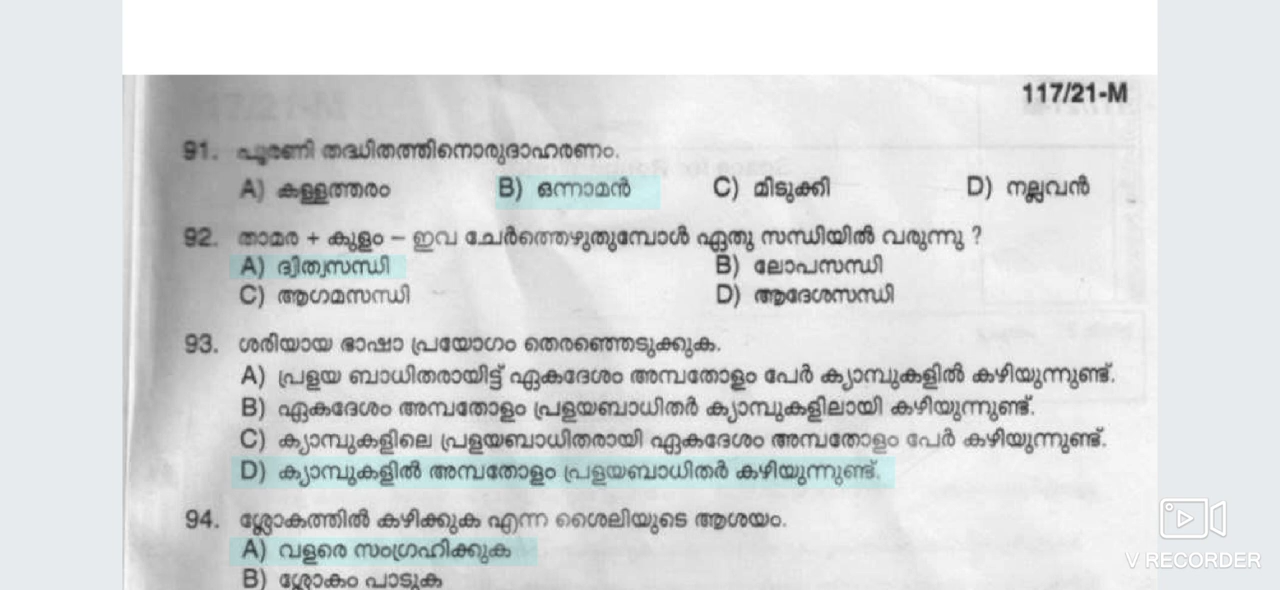 117/21-M
91. പൂരണി തദ്ധിതത്തിനൊരുദാഹരണം.
A) കള്ളത്തരം B) ഒന്നാമൻ C) മിടുക്കി D) നല്ലവൻ
92. താമര + കുളം – ഇവ ചേർത്തെഴുതുമ്പോൾ ഏതു സന്ധിയിൽ വരുന്നു ?
A) ദ്വിത്വസന്ധി B) ലോപസന്ധി
C) ആഗമസന്ധി D) ആദേശസന്ധി
93. ശരിയായ ഭാഷാ പ്രയോഗം തെരഞ്ഞെടുക്കുക.
A) പ്രളയ ബാധിതരായിട്ട് ഏകദേശം അമ്പതോളം പേർ ക്യാമ്പുകളിൽ കഴിയുന്നുണ്ട്.
B) ഏകദേശം അമ്പതോളം പ്രളയബാധിതർ ക്യാമ്പുകളിലായി കഴിയുന്നുണ്ട്.
C) ക്യാമ്പുകളിലെ പ്രളയബാധിതരായി ഏകദേശം അമ്പതോളം പേർ കഴിയുന്നുണ്ട്.
D) ക്യാമ്പുകളിൽ അമ്പതോളം പ്രളയബാധിതർ കഴിയുന്നുണ്ട്.
94. ശ്ലോകത്തിൽ കഴിക്കുക എന്ന ശൈലിയുടെ ആശയം.
A) വളരെ സംഗ്രഹിക്കുക
B) ശ്ലോകം പാടുക
V RECORDER